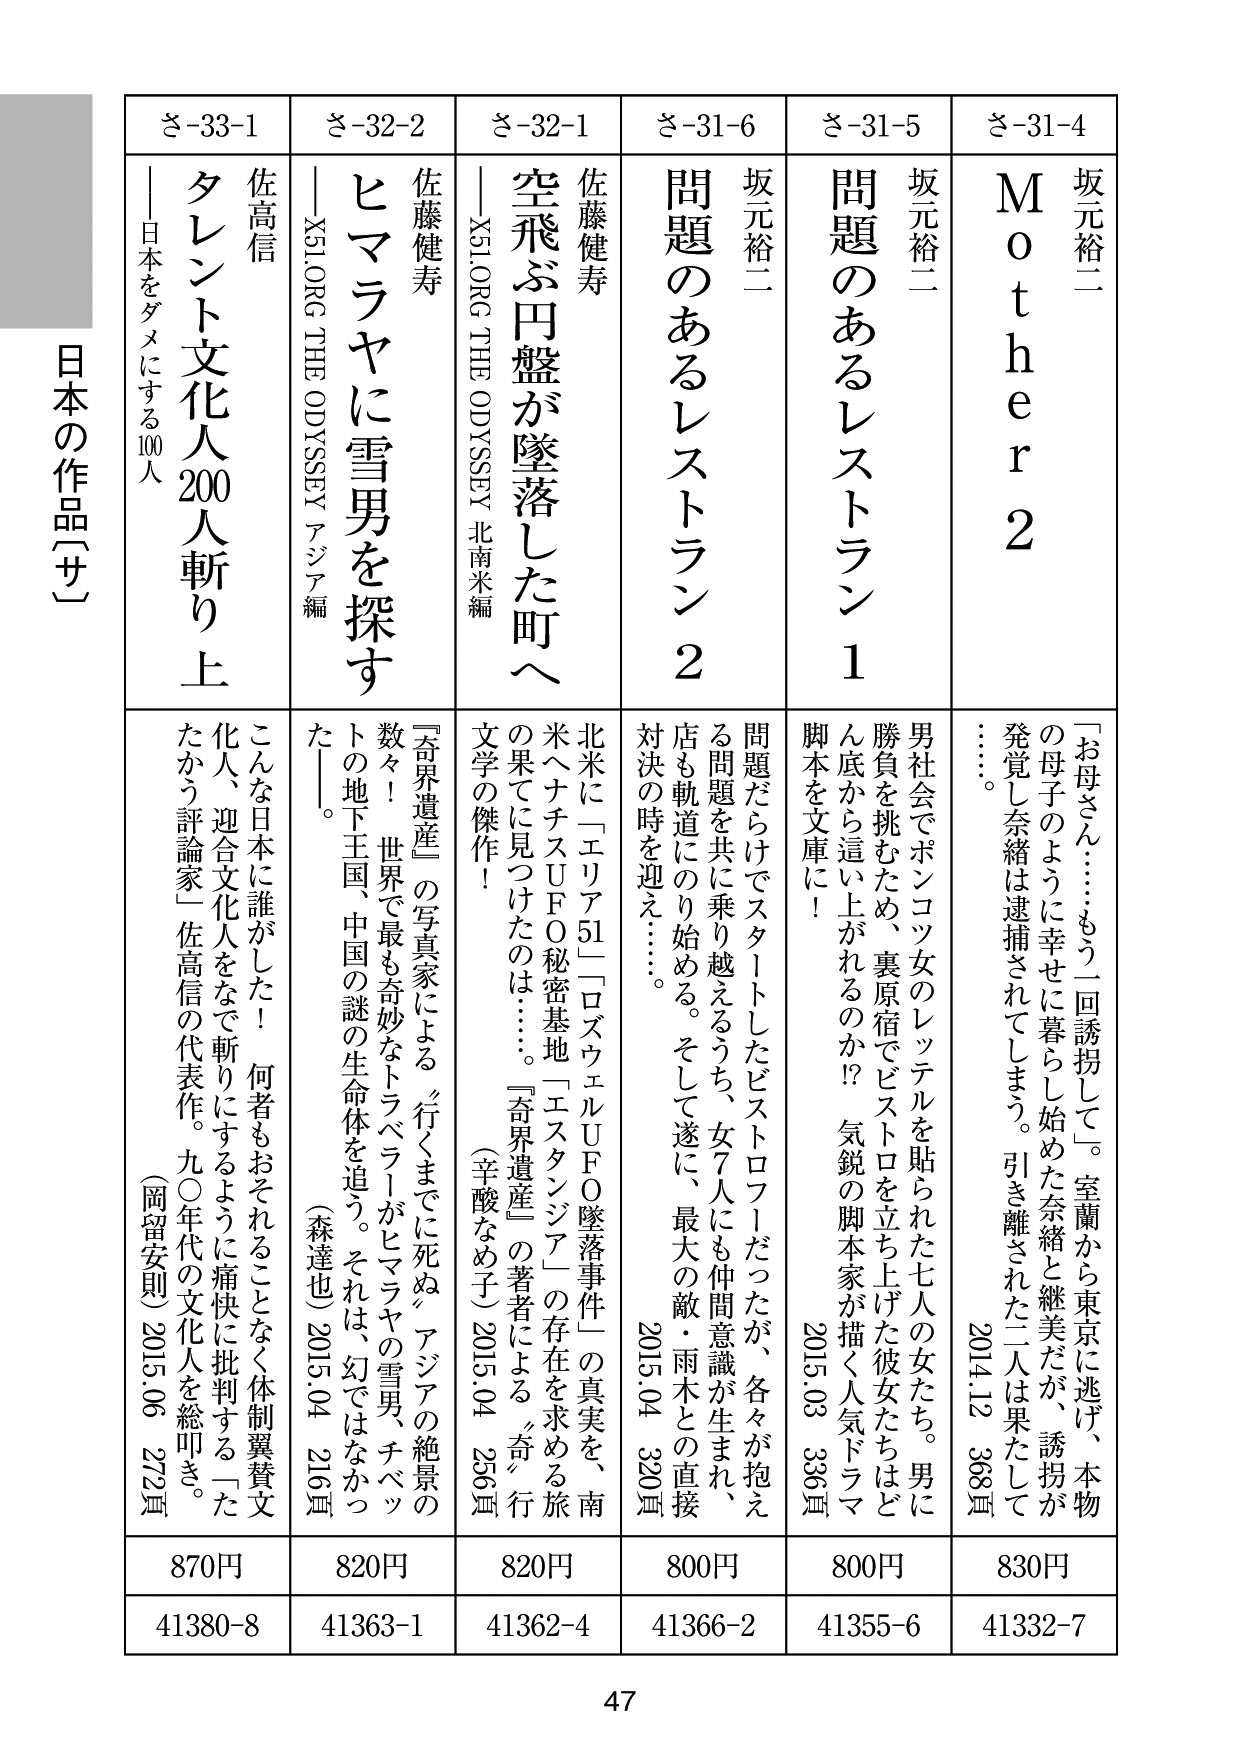 さ-31-4
坂元裕二
Mother 2
「お母さん……もう一回誘拐して」。室蘭から東京に逃げ、本物
の母子のように幸せに暮らし始めた奈緒と継美だが、誘拐が
発覚し奈緒は逮捕されてしまう。引き離された二人は果たして
……。
2014.12 368頁
830円
41332-7
さ-31-5
坂元裕二
問題のあるレストラン 1
男社会でポンコツ女のレッテルを貼られた七人の女たち。男に
勝負を挑むため、裏原宿でビストロを立ち上げた彼女たちはど
ん底から這い上がれるのか!? 気鋭の脚本家が描く人気ドラマ
脚本を文庫に！
2015.03 336頁
800円
41355-6
さ-31-6
坂元裕二
問題のあるレストラン 2
問題だらけでスタートしたビストロフーだったが、各々が抱え
る問題を共に乗り越えるうち、女7人にも仲間意識が生まれ、
店も軌道にのり始める。そして遂に、最大の敵・雨木との直接
対決の時を迎え……。
2015.04 320頁
800円
41366-2
さ-32-1
佐藤健寿
空飛ぶ円盤が墜落した町へ
――X51.ORG THE ODYSSEY 北南米編
北米に「エリア51」「ロズウェルUFO墜落事件」の真実を、南
米へナチスUFO秘密基地「エスタンジア」の存在を求める旅
の果てに見つけたのは……。『奇界遺産』の著者による〝奇〟行
文学の傑作！
（辛酸なめ子）2015.04 256頁
820円
41362-4
さ-32-2
佐藤健寿
ヒマラヤに雪男を探す
――X51.ORG THE ODYSSEY アジア編
『奇界遺産』の写真家による〝行くまでに死ぬ〟アジアの絶景の
数々！ 世界で最も奇妙なトラベラーがヒマラヤの雪男、チベッ
トの地下王国、中国の謎の生命体を追う。それは、幻ではなかっ
た――。
（森達也）2015.04 216頁
820円
41363-1
さ-33-1
佐高信
タレント文化人200人斬り 上
――日本をダメにする100人
こんな日本に誰がした！ 何者もおそれることなく体制翼賛文
化人、迎合文化人をなで斬りにするように痛快に批判する「た
たかう評論家」佐高信の代表作。九〇年代の文化人を総叩き。
（岡留安則）2015.06 272頁
870円
41380-8
日本の作品〔サ〕
47